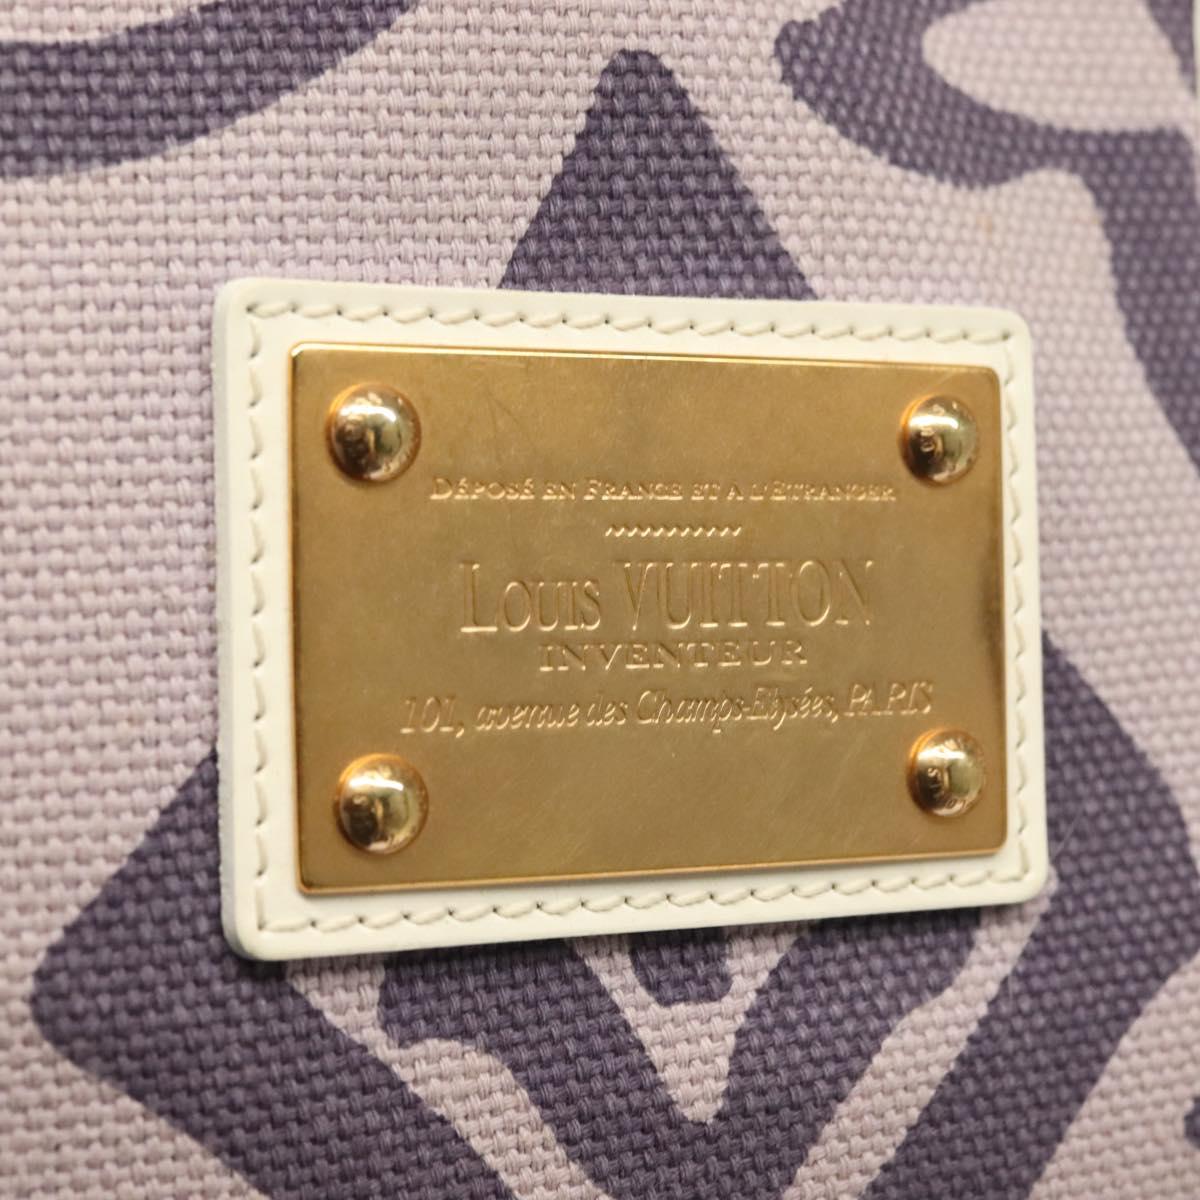 DÉPOSÉ EN FRANCE ET A L'ETRANGER
LOUIS VUITTON
INVENTEUR
101, avenue des Champs-Elysées, PARIS